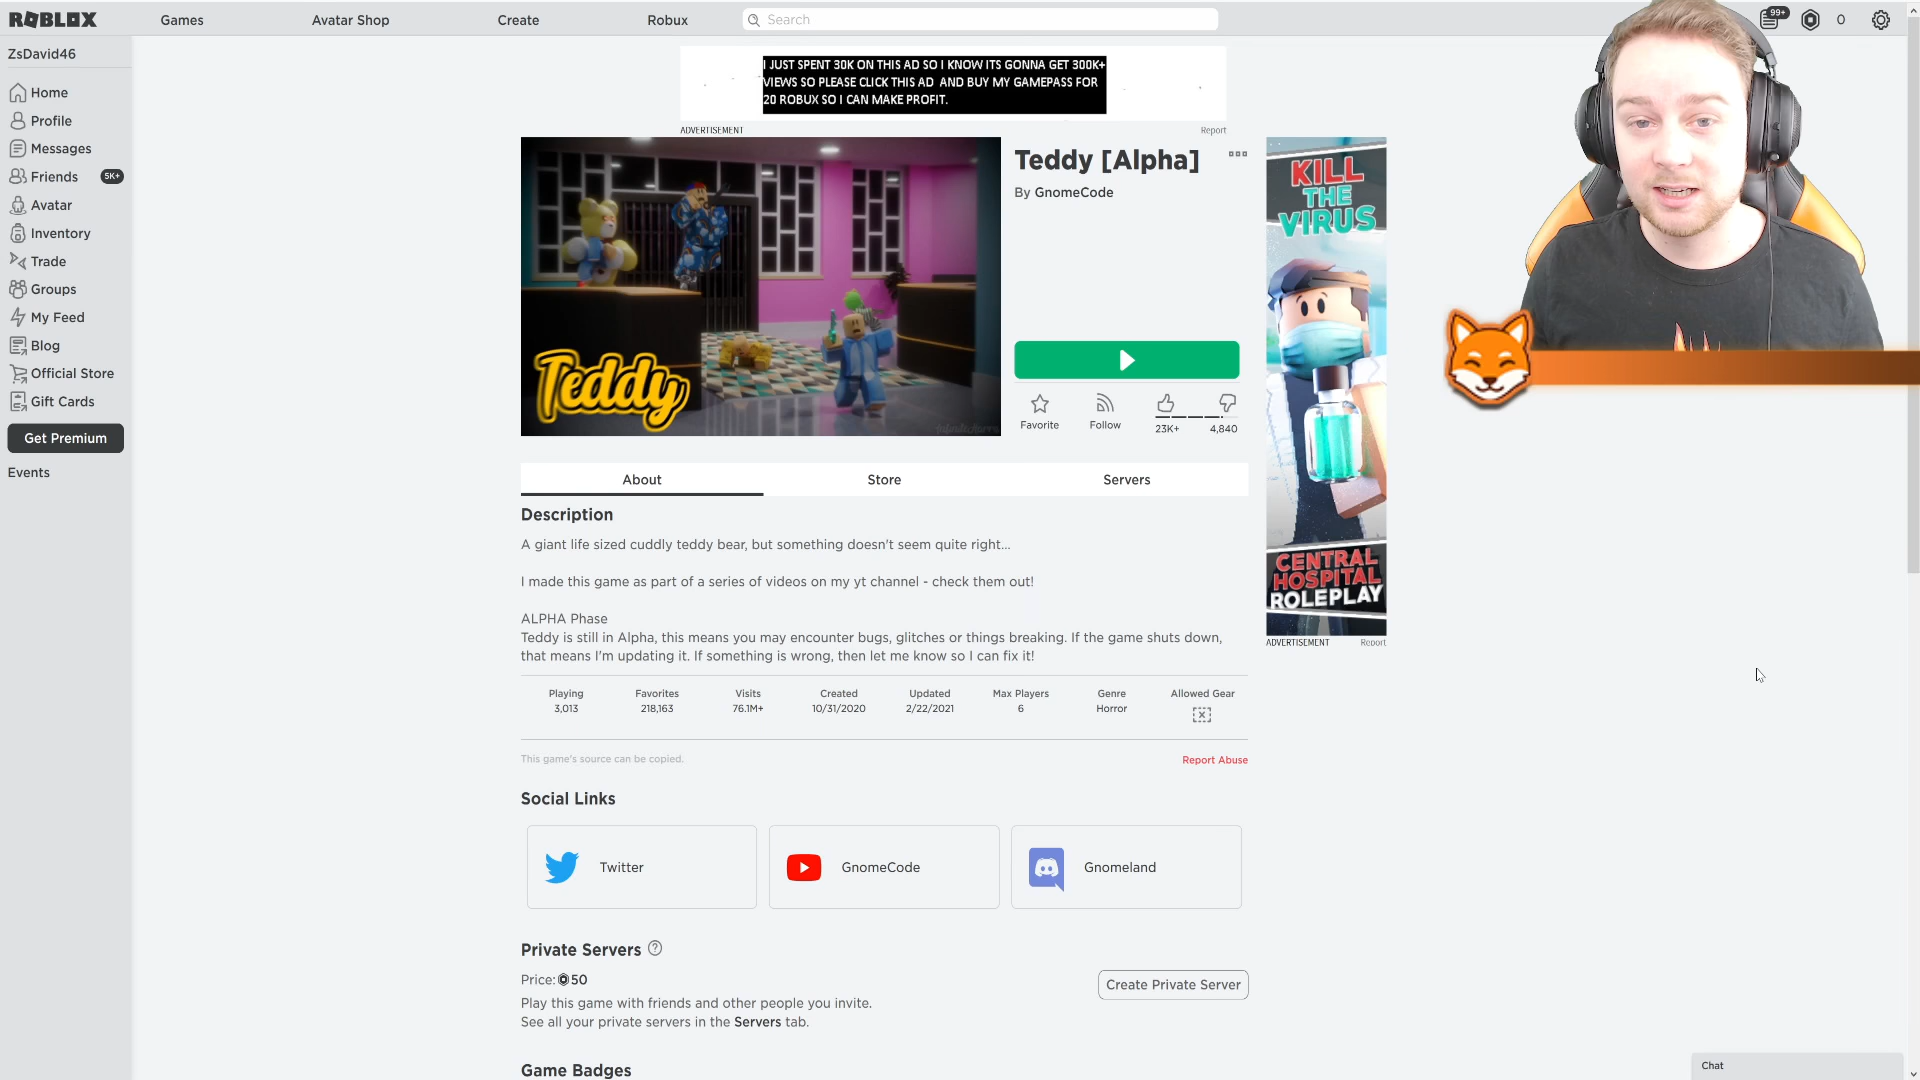 ROBLOX
Games
Avatar Shop
Create
Robux
Search
99+
0
ZsDavid46
Home
Profile
Messages
Friends
5K+
Avatar
Inventory
Trade
Groups
My Feed
Blog
Official Store
Gift Cards
Get Premium
Events
I JUST SPENT 30K ON THIS AD SO I KNOW ITS GONNA GET 300K+
VIEWS SO PLEASE CLICK THIS AD AND BUY MY GAMEPASS FOR
20 ROBUX SO I CAN MAKE PROFIT.
ADVERTISEMENT
Report
Teddy
Teddy [Alpha]
By GnomeCode
Favorite
Follow
23K+
4,840
KILL
THE
VIRUS
CENTRAL
HOSPITAL
ROLEPLAY
ADVERTISEMENT
Report
About
Store
Servers
Description
A giant life sized cuddly teddy bear, but something doesn't seem quite right...
I made this game as part of a series of videos on my yt channel - check them out!
ALPHA Phase
Teddy is still in Alpha, this means you may encounter bugs, glitches or things breaking. If the game shuts down,
that means I'm updating it. If something is wrong, then let me know so I can fix it!
Playing
Favorites
Visits
Created
Updated
Max Players
Genre
Allowed Gear
3,013
218,163
76.1M+
10/31/2020
2/22/2021
6
Horror
This game's source can be copied.
Report Abuse
Social Links
Twitter
GnomeCode
Gnomeland
Private Servers
Price: 50
Create Private Server
Play this game with friends and other people you invite.
See all your private servers in the Servers tab.
Game Badges
Chat